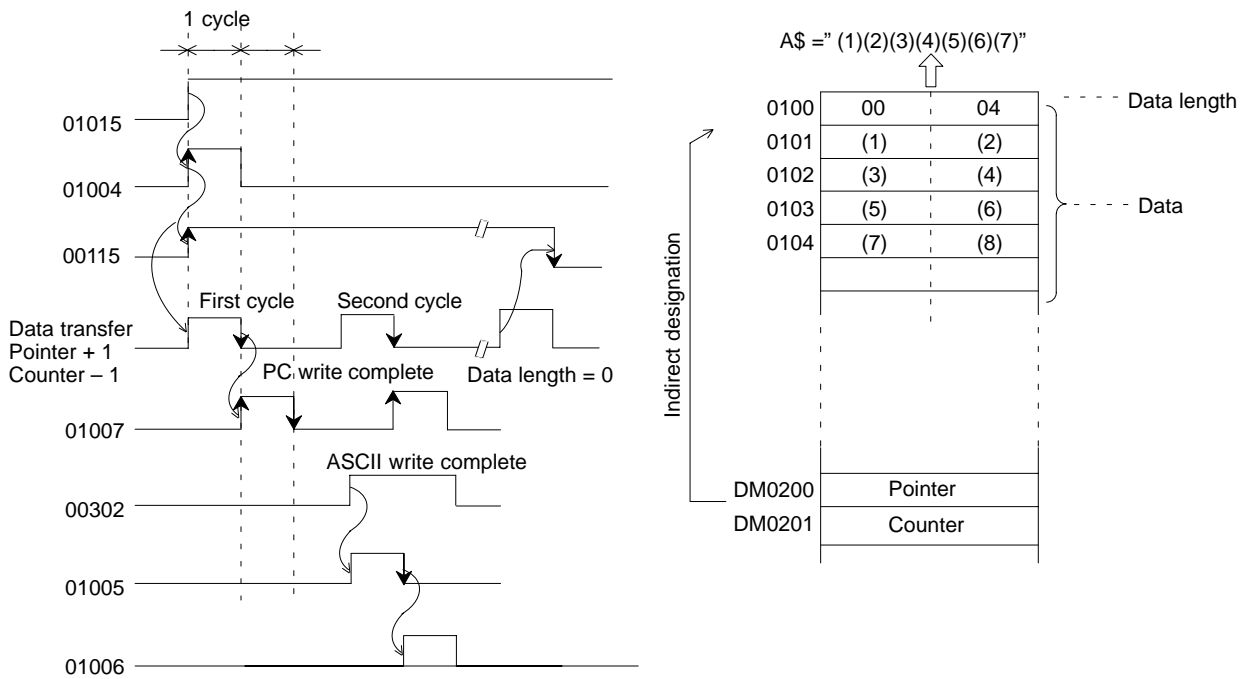 1 cycle
01015
01004
00115
First cycle
Second cycle
Data transfer
Pointer + 1
Counter – 1
PC write complete
Data length = 0
01007
ASCII write complete
00302
01005
01006
A$ =” (1)(2)(3)(4)(5)(6)(7)”
0100 00 04 Data length
0101 (1) (2)
0102 (3) (4)
0103 (5) (6) Data
0104 (7) (8)
Indirect designation
DM0200 Pointer
DM0201 Counter